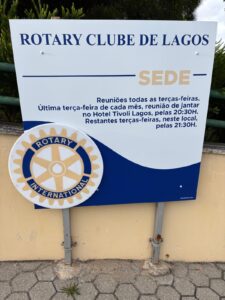 ROTARY CLUBE DE LAGOS
SEDE
Reuniões todas as terças-feiras.
Última terça-feira de cada mês, reunião de jantar
no Hotel Tivoli Lagos, pelas 20:30H.
Restantes terças-feiras, neste local,
pelas 21:30H.
ROTARY
INTERNATIONAL